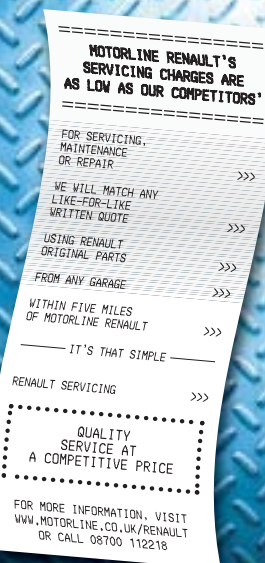 MOTORLINE RENAULT'S
SERVICING CHARGES ARE
AS LOW AS OUR COMPETITORS'
FOR SERVICING,
MAINTENANCE
OR REPAIR >>>
WE WILL MATCH ANY
LIKE-FOR-LIKE
WRITTEN QUOTE >>>
USING RENAULT
ORIGINAL PARTS >>>
FROM ANY GARAGE >>>
WITHIN FIVE MILES
OF MOTORLINE RENAULT >>>
IT'S THAT SIMPLE
RENAULT SERVICING >>>
QUALITY
SERVICE AT
A COMPETITIVE PRICE
FOR MORE INFORMATION, VISIT
WWW.MOTORLINE.CO.UK/RENAULT
OR CALL 08700 112218